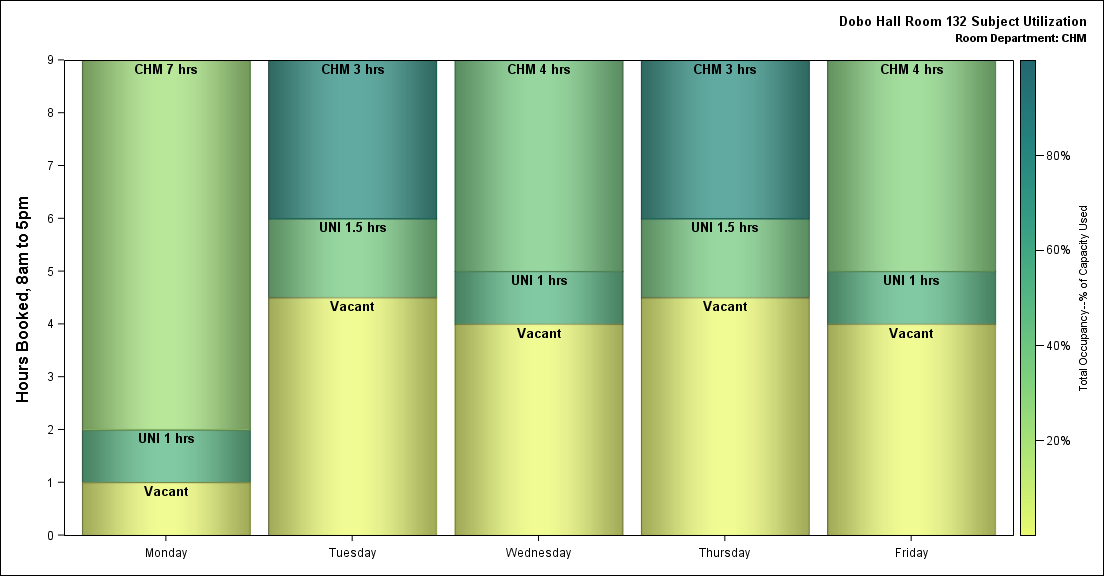 Dobo Hall Room 132 Subject Utilization
Room Department: CHM
Hours Booked, 8am to 5pm
9
8
7
6
5
4
3
2
1
0
CHM 7 hrs
UNI 1 hrs
Vacant
CHM 3 hrs
UNI 1.5 hrs
Vacant
CHM 4 hrs
UNI 1 hrs
Vacant
CHM 3 hrs
UNI 1.5 hrs
Vacant
CHM 4 hrs
UNI 1 hrs
Vacant
Monday
Tuesday
Wednesday
Thursday
Friday
80%
60%
40%
20%
Total Occupancy--% of Capacity Used